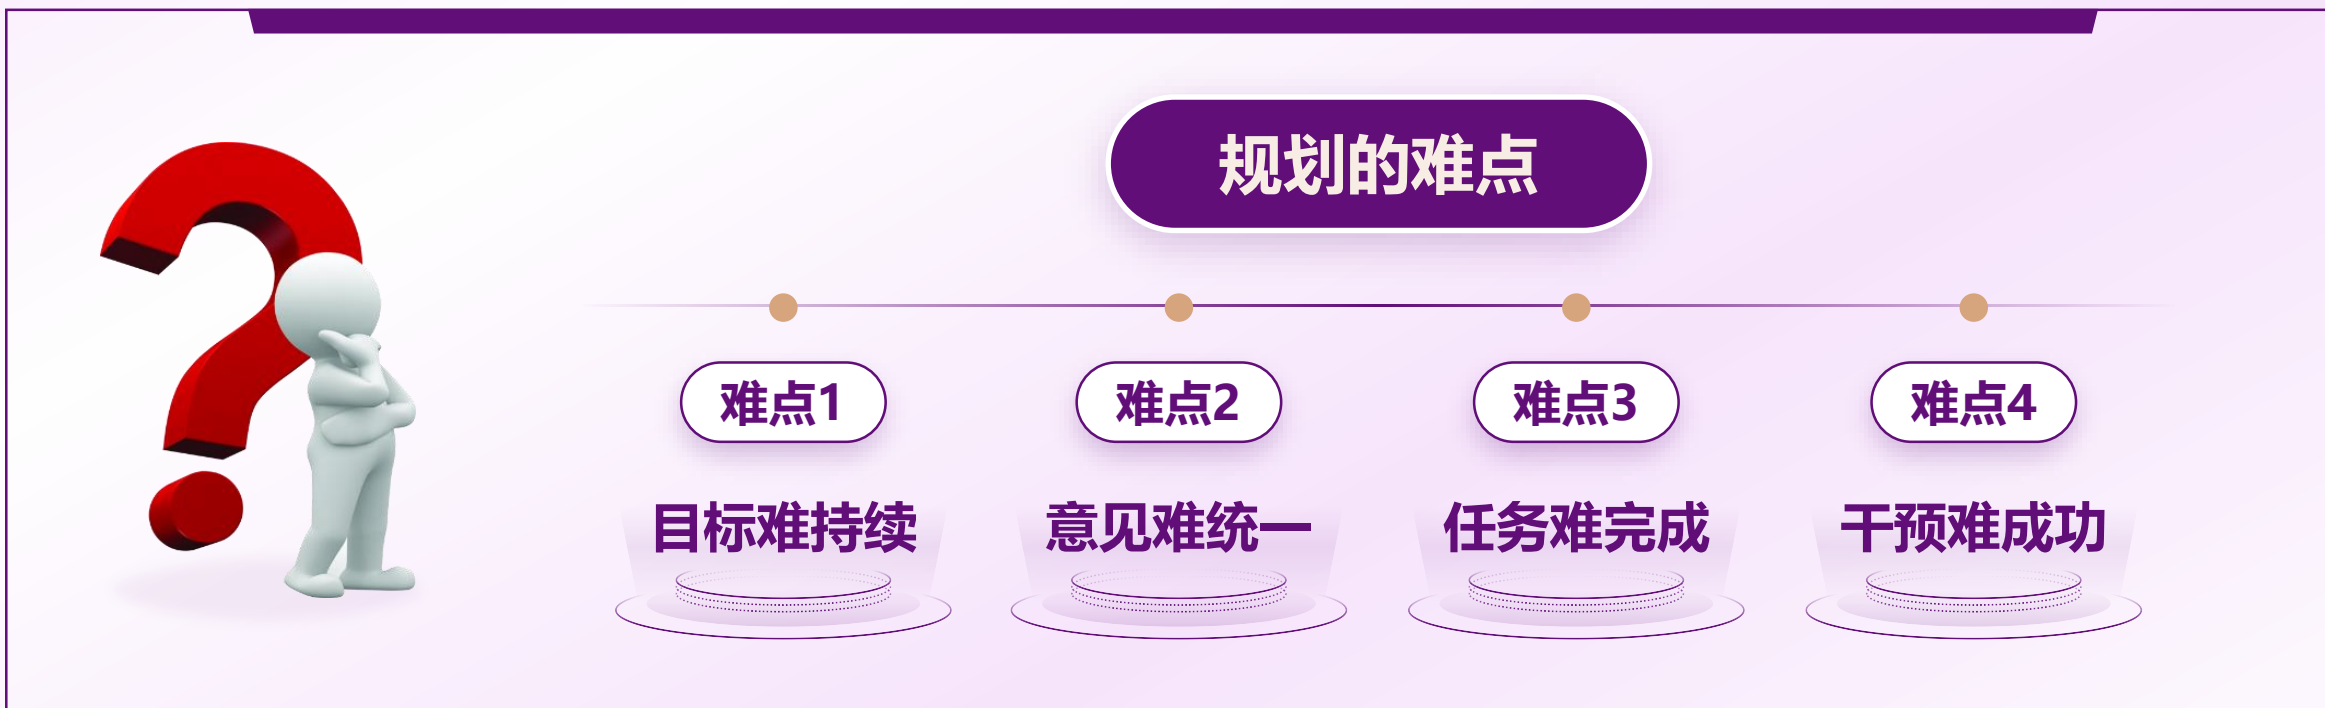 规划的难点
难点1
难点2
难点3
难点4
目标难持续
意见难统一
任务难完成
干预难成功